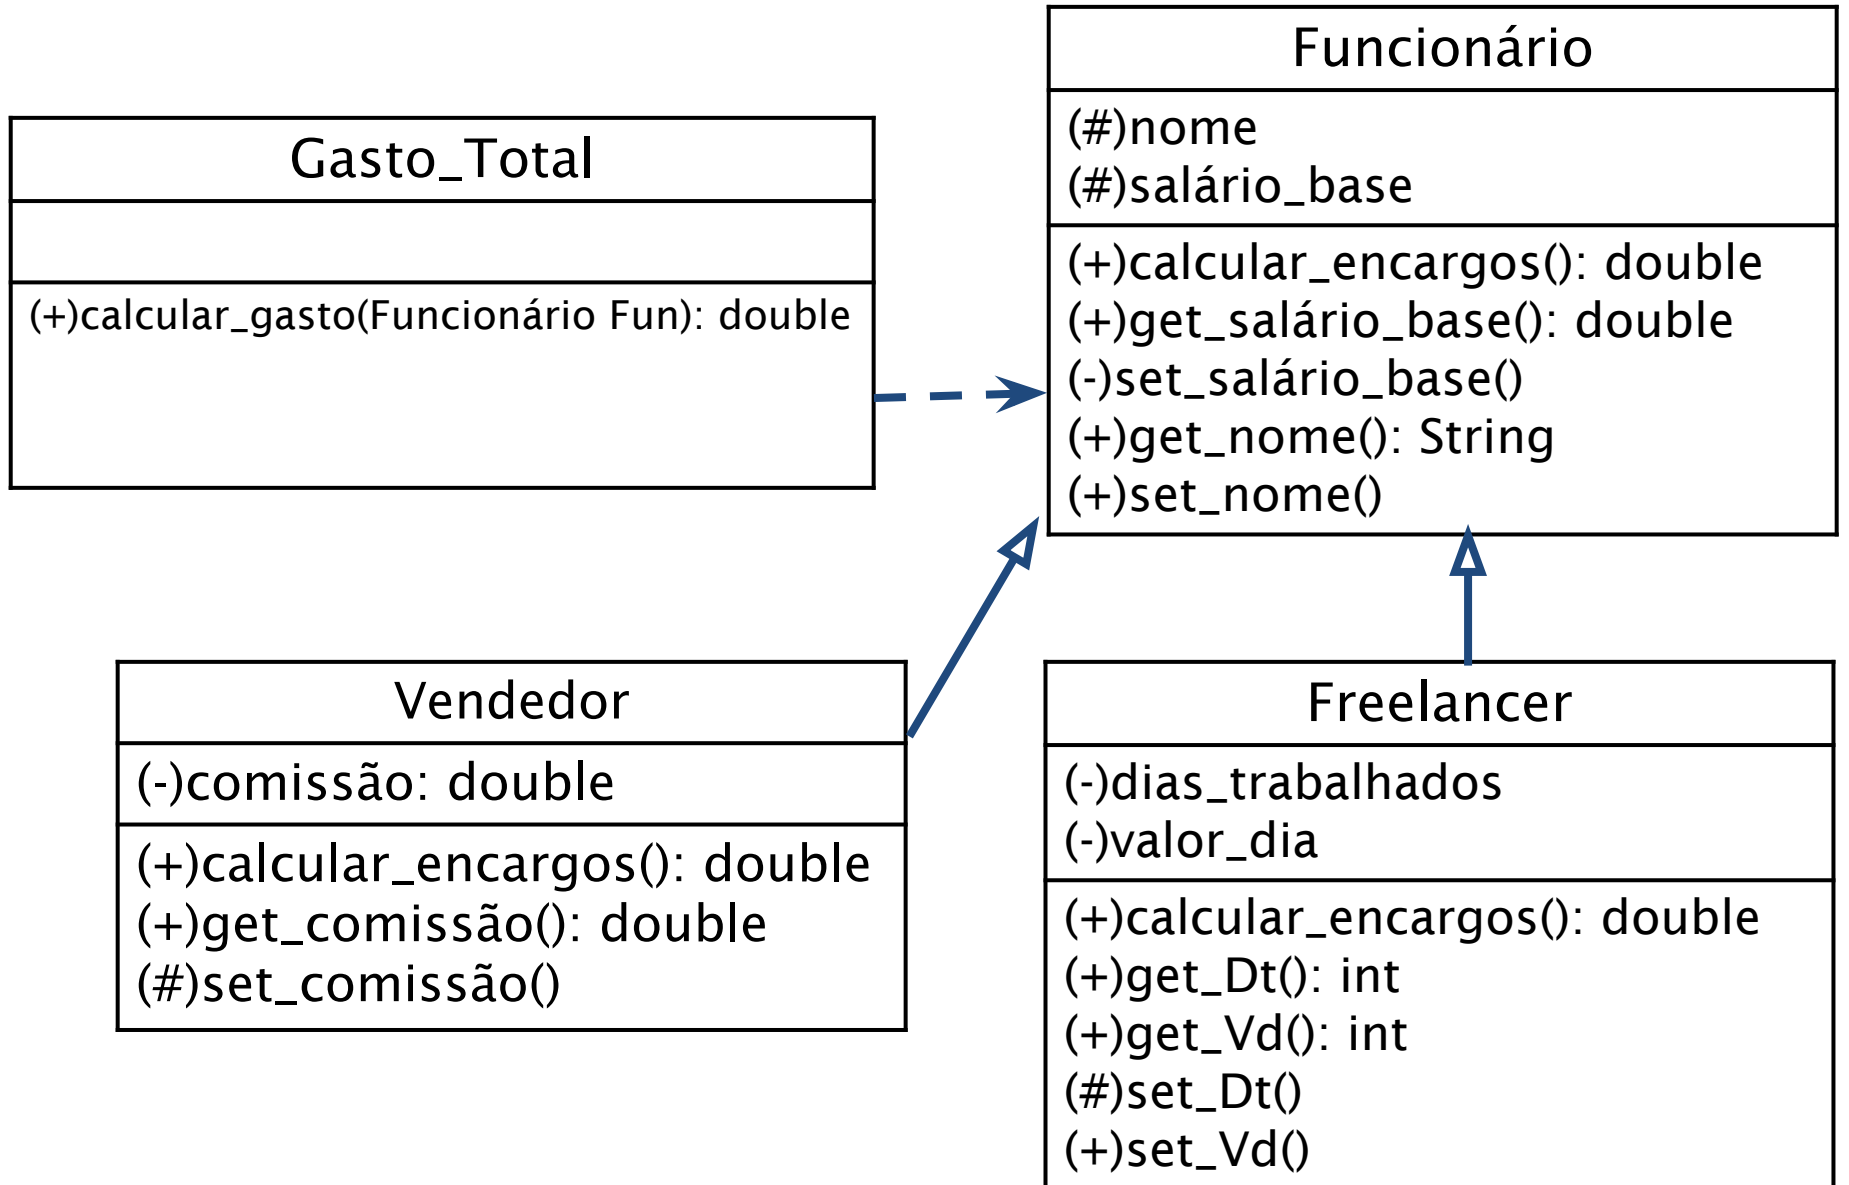 Funcionário
(#)nome
(#)salário_base
(+)calcular_encargos(): double
(+)get_salário_base(): double
(-)set_salário_base()
(+)get_nome(): String
(+)set_nome()
Gasto_Total
(+)calcular_gasto(Funcionário Fun): double
Vendedor
(-)comissão: double
(+)calcular_encargos(): double
(+)get_comissão(): double
(#)set_comissão()
Freelancer
(-)dias_trabalhados
(-)valor_dia
(+)calcular_encargos(): double
(+)get_Dt(): int
(+)get_Vd(): int
(#)set_Dt()
(+)set_Vd()